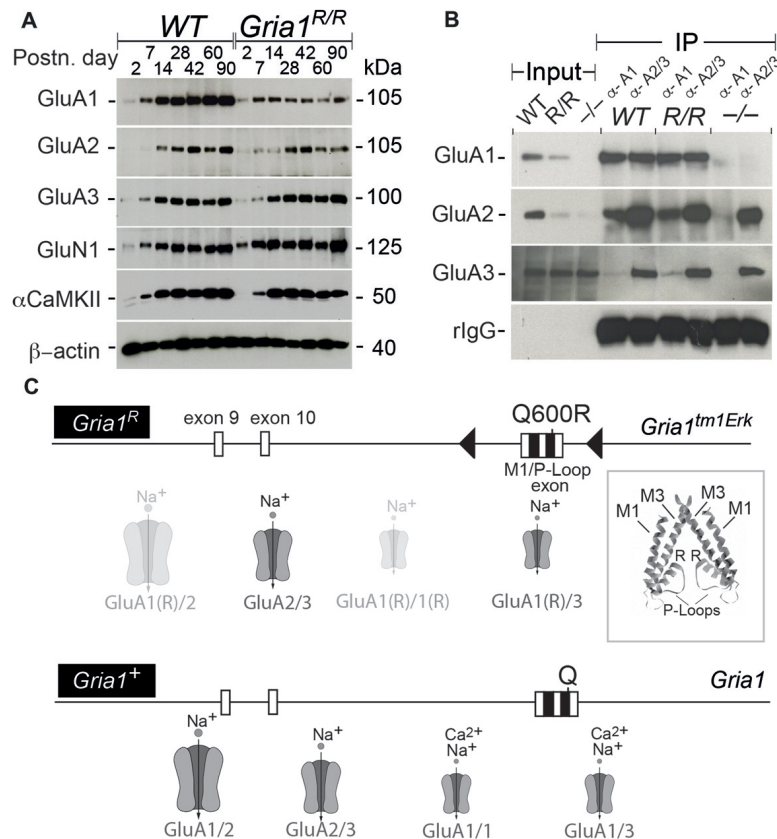 A
WT Gria1R/R
Postn. day
7 28 60 2 14 42 90
2 14 42 90 7 28 60 kDa
GluA1 - - 105
GluA2 - - 105
GluA3 - - 100
GluN1 - - 125
αCaMKII - - 50
β−actin - - 40
B
IP
Input α- A1 α- A2/3 α- A1 α- A2/3 α- A1 α- A2/3
WT R/R −/− WT R/R −/−
GluA1 -
GluA2 -
GluA3 -
rIgG -
C
Gria1R exon 9 exon 10 Q600R Gria1tm1Erk
M1/P-Loop
exon
Na+ Na+ Na+ Na+
GluA1(R)/2 GluA2/3 GluA1(R)/1(R) GluA1(R)/3
M3 M3
M1 M1
R R
P-Loops
Gria1+ Q Gria1
Na+ Na+ Ca2+ Na+ Ca2+ Na+
GluA1/2 GluA2/3 GluA1/1 GluA1/3